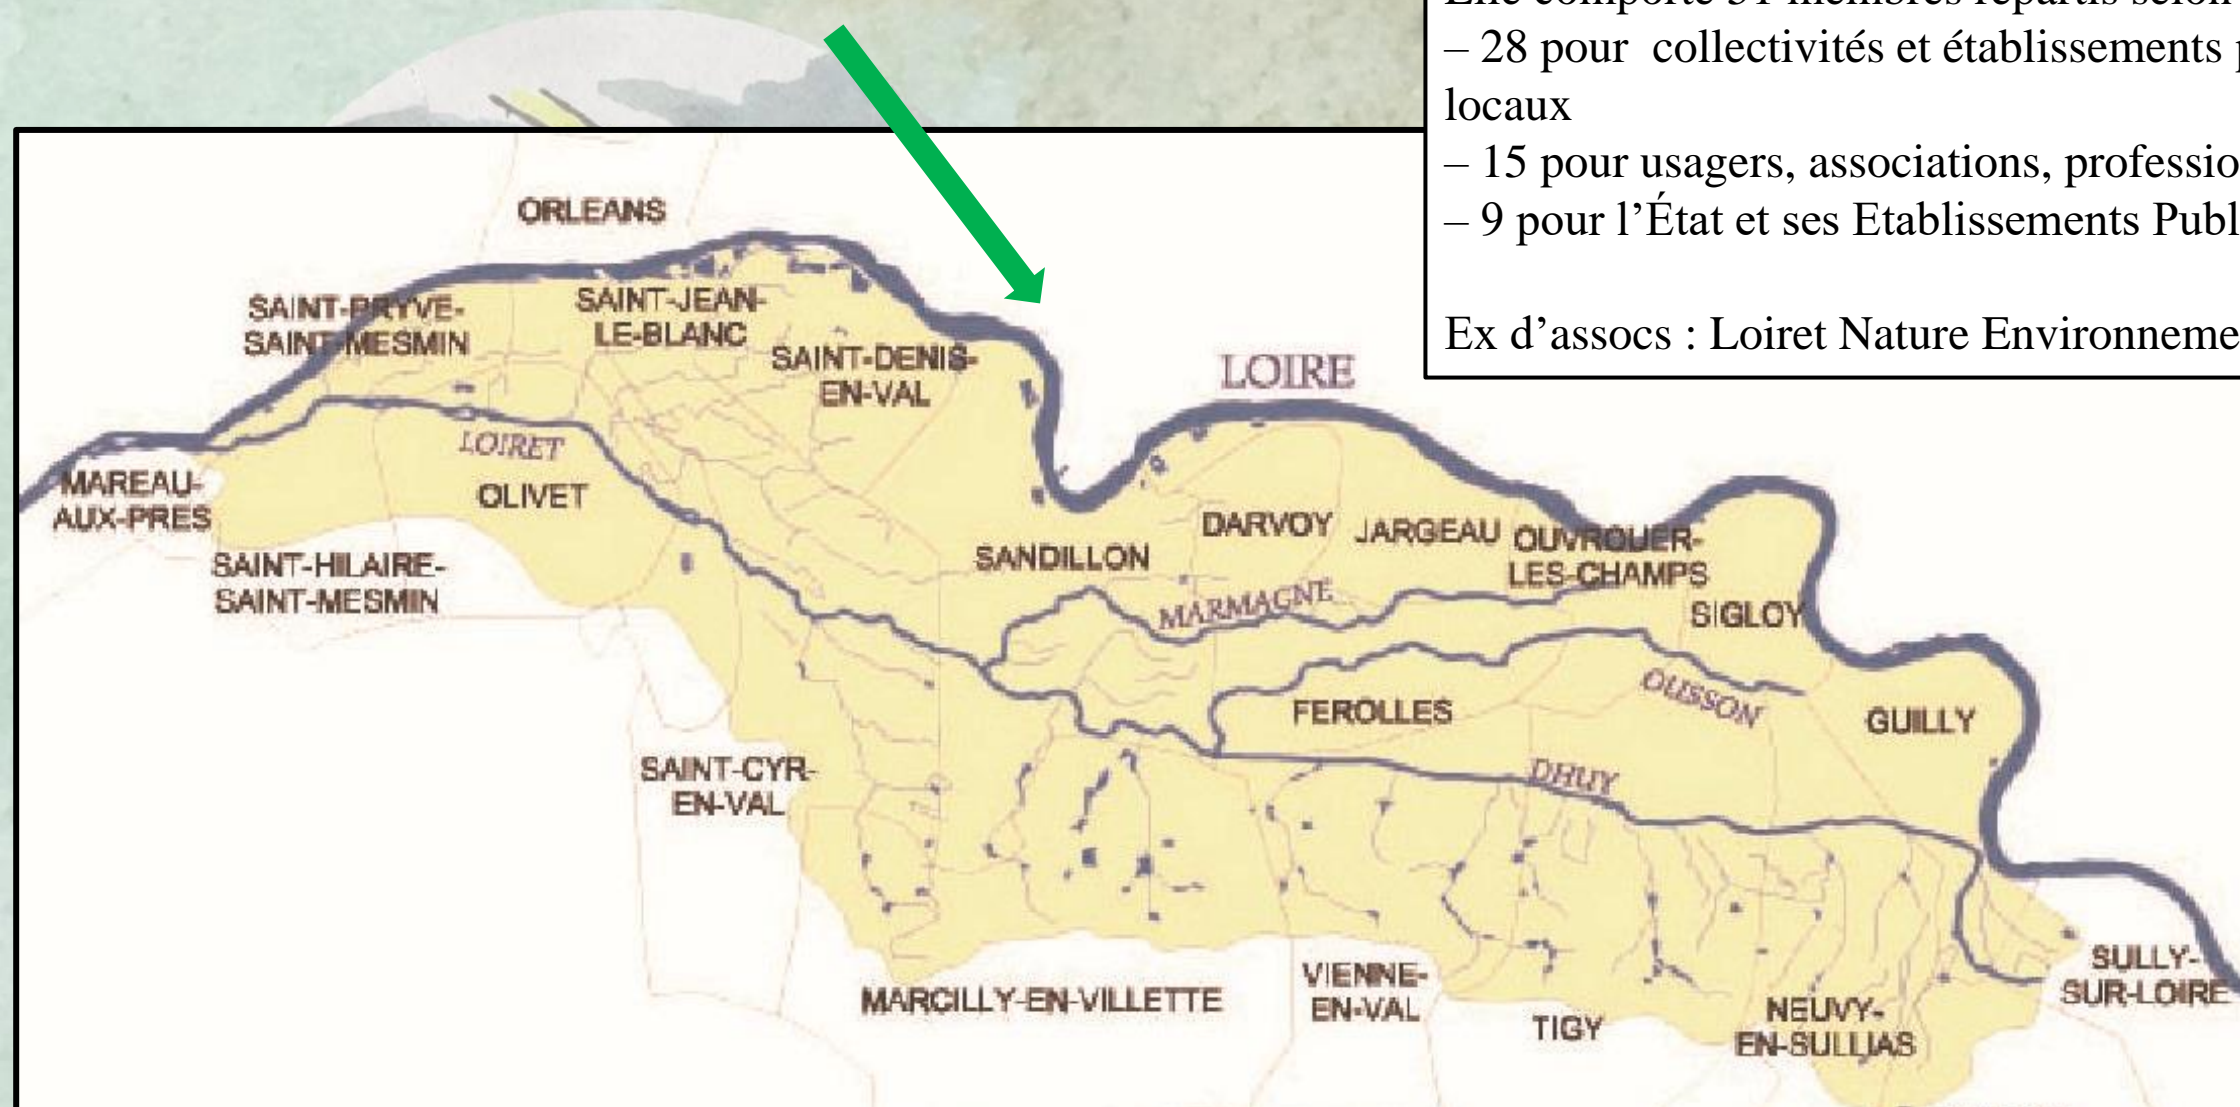 – 28 pour collectivités et établissements
locaux
– 15 pour usagers, associations,
– 9 pour l’État et ses Etablissements
Ex d’assocs : Loiret Nature
ORLEANS
SAINT-PRYVE-
SAINT-MESMIN
SAINT-JEAN-
LE-BLANC
SAINT-DENIS-
EN-VAL
LOIRE
LOIRET
MAREAU-
AUX-PRES
OLIVET
SAINT-HILAIRE-
SAINT-MESMIN
SANDILLON
DARVOY
JARGEAU
OUVROUER-
LES-CHAMPS
MARMAGNE
SIGLOY
FEROLLES
OUSSON
GUILLY
SAINT-CYR-
EN-VAL
DHUY
MARCILLY-EN-VILLETTE
VIENNE-
EN-VAL
TIGY
NEUVY-
EN-SULLIAS
SULLY-
SUR-LOIRE